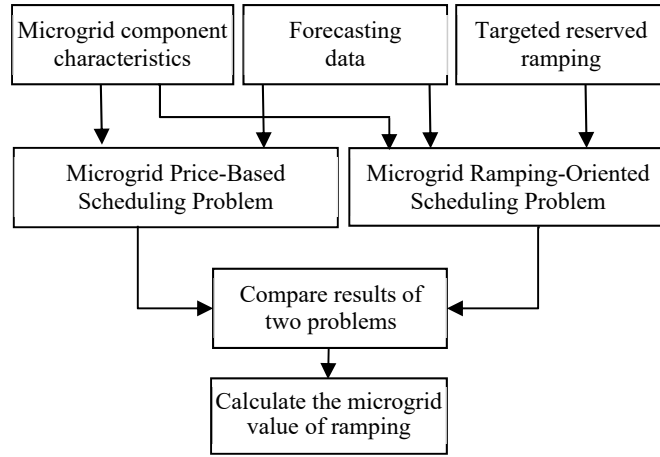 Microgrid component
characteristics
Forecasting
data
Targeted reserved
ramping
Microgrid Price-Based
Scheduling Problem
Microgrid Ramping-Oriented
Scheduling Problem
Compare results of
two problems
Calculate the microgrid
value of ramping